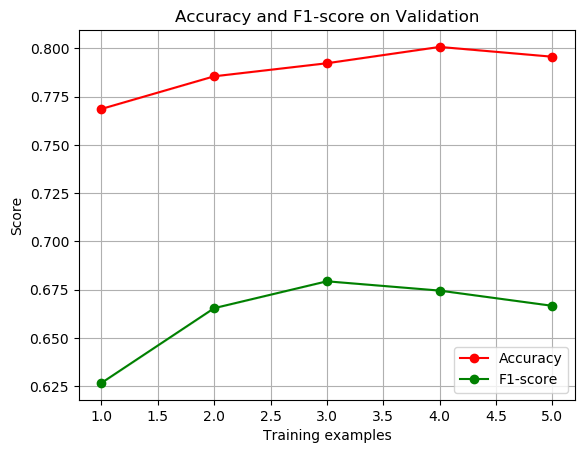 Accuracy and F1-score on Validation
0.800
0.775
0.750
0.725
0.700
0.675
0.650
0.625
Score
1.0 1.5 2.0 2.5 3.0 3.5 4.0 4.5 5.0
Training examples
Accuracy
F1-score